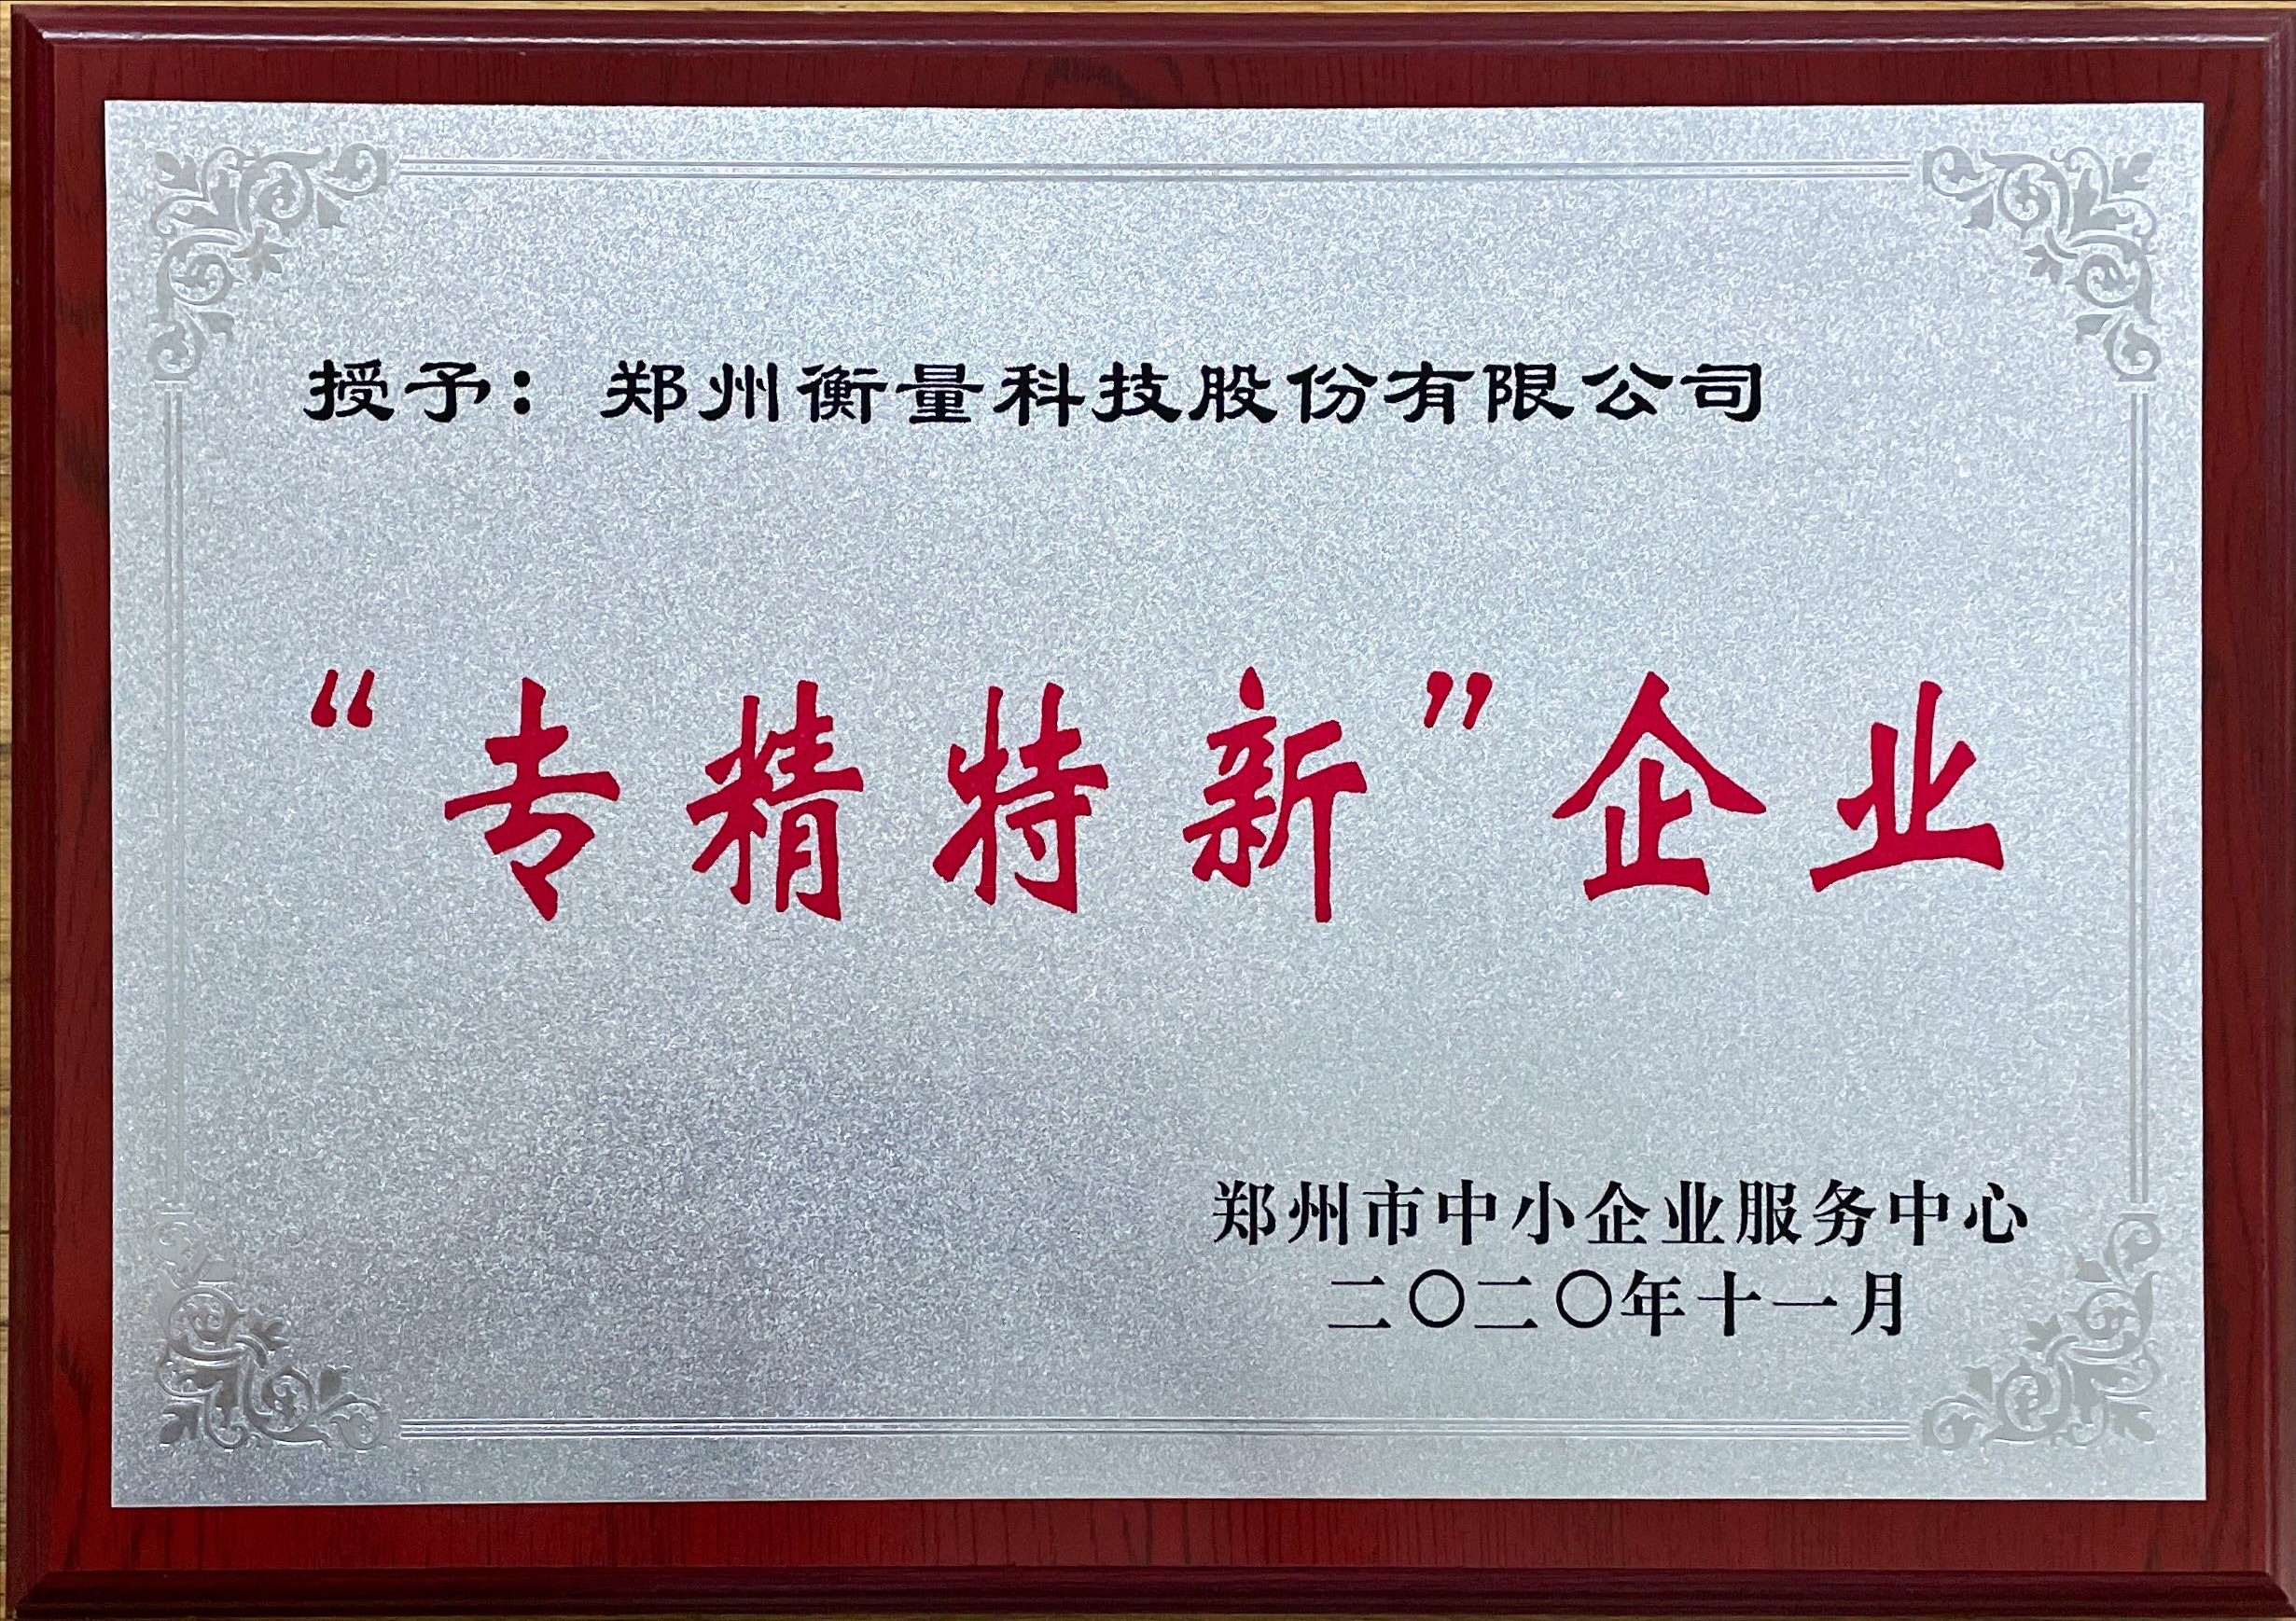 授予：郑州衡量科技股份有限公司
“专精特新”企业
郑州市中小企业服务中心
二〇二〇年十一月